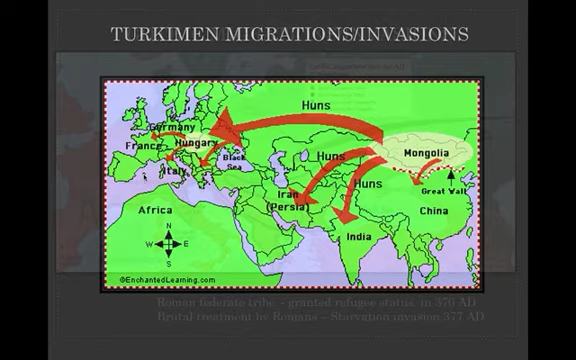 TURKIMEN MIGRATIONS/INVASIONS
Huns
Germany
France
Hungary
Black
Sea
Italy
Huns
Huns
Mongolia
Great Wall
Iran
(Persia)
China
Africa
India
N
W E
S
©EnchantedLearning.com
Roman federate tribe - granted refugee status in 376 AD
Brutal treatment by Romans – Starvation invasion 377 AD